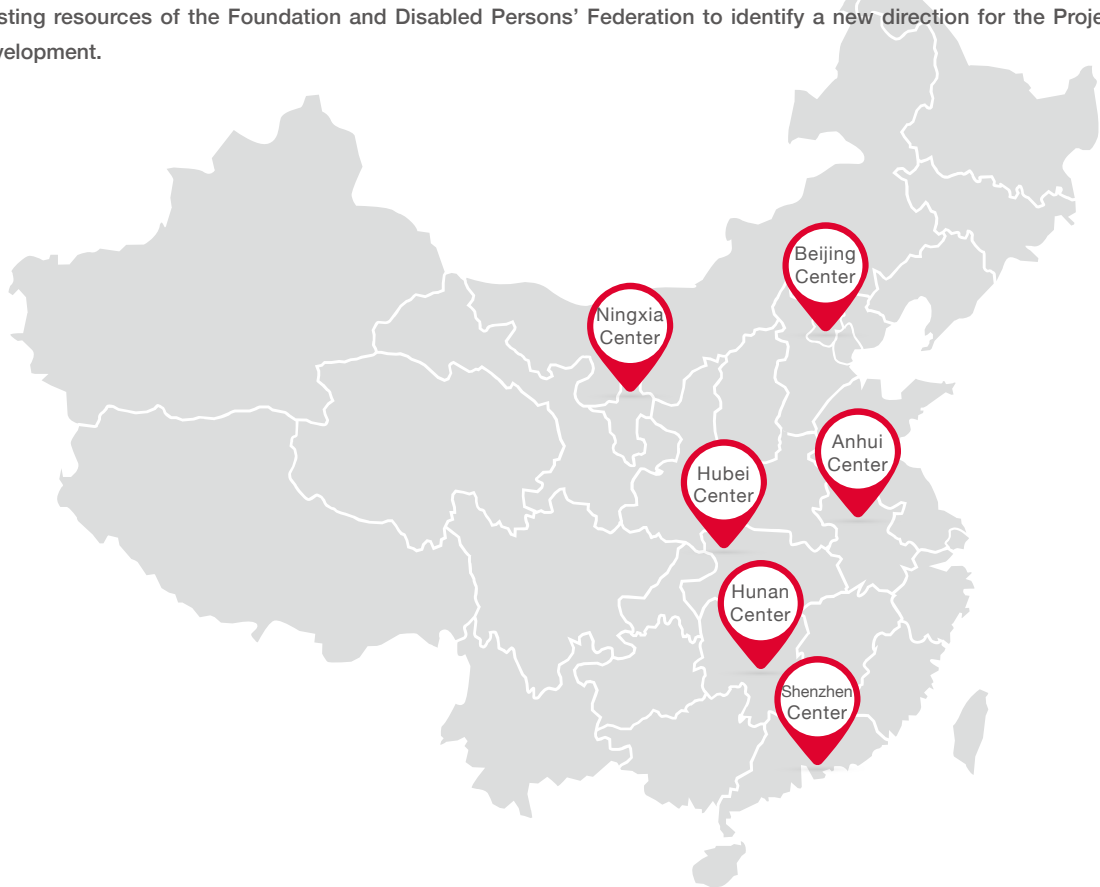 sting resources of the Foundation and Disabled Persons’ Federation to identify a new direction for the Proje
velopment.
Beijing
Center
Ningxia
Center
Anhui
Center
Hubei
Center
Hunan
Center
Shenzhen
Center